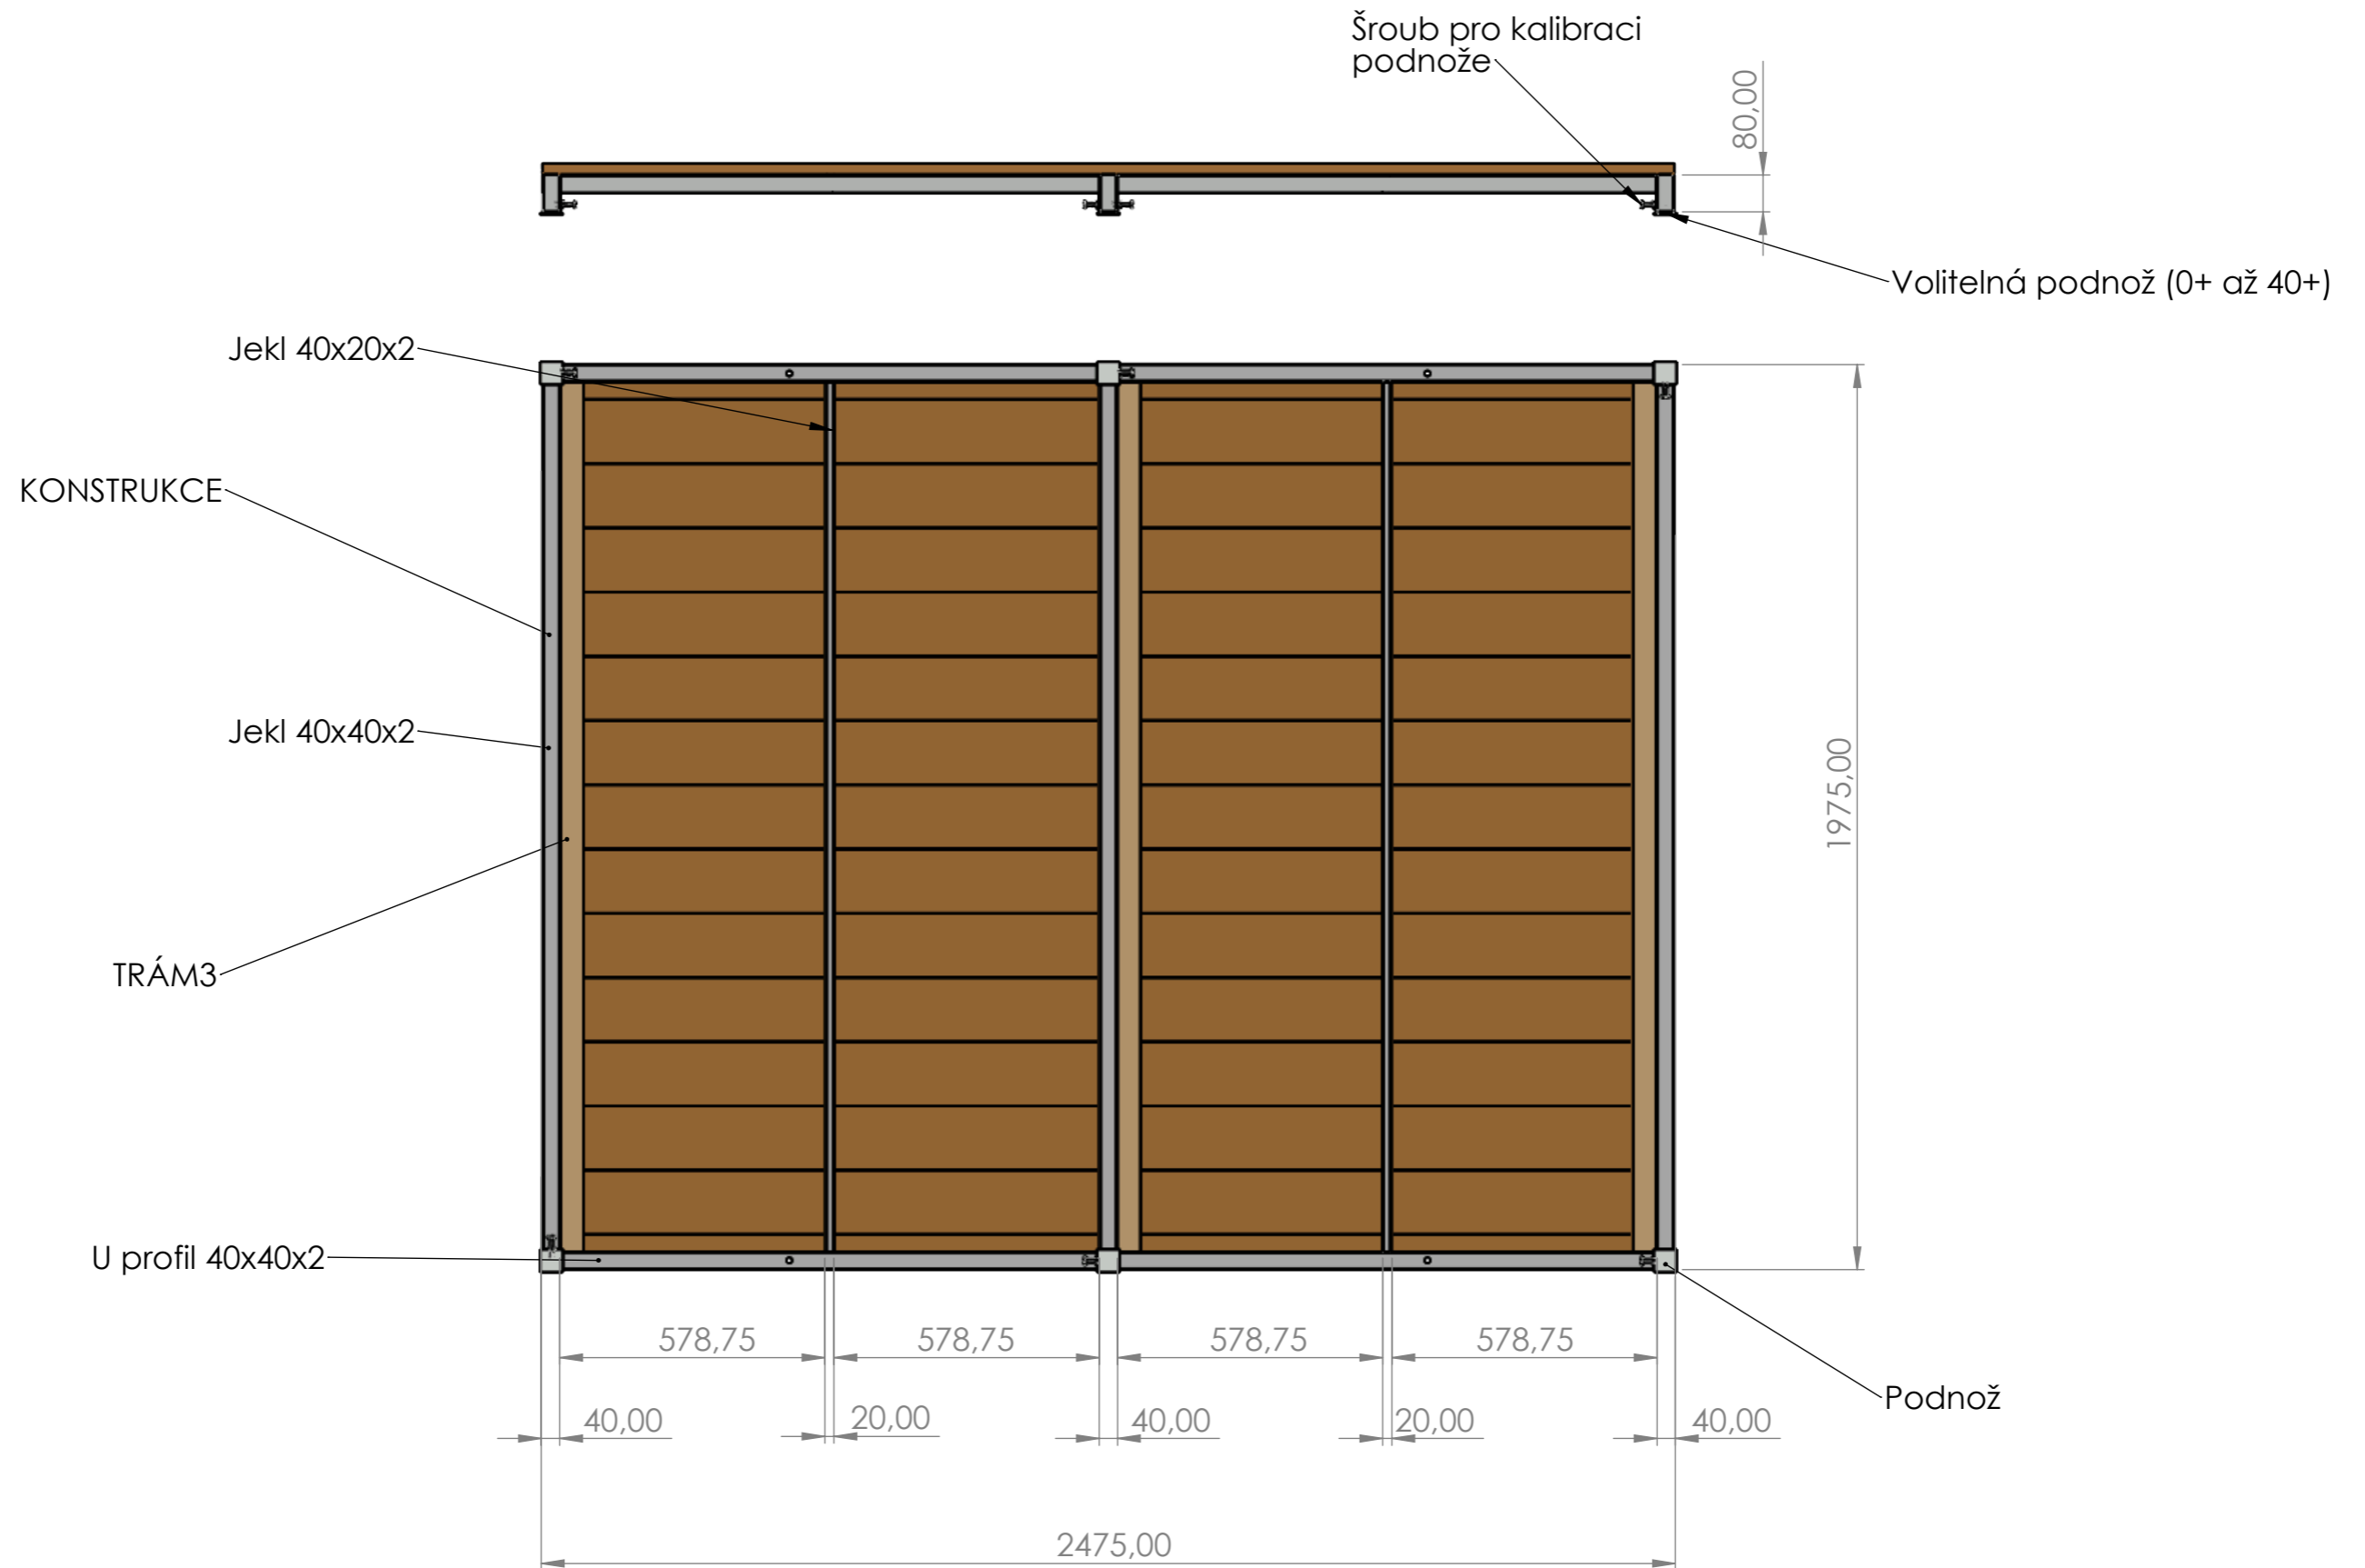 Šroub pro kalibraci
podnože
80,00
Volitelná podnož (0+ až 40+)
Jekl 40x20x2
KONSTRUKCE
Jekl 40x40x2
1975,00
TRÁM3
U profil 40x40x2
578,75
578,75
578,75
578,75
Podnož
40,00
20,00
40,00
20,00
40,00
2475,00